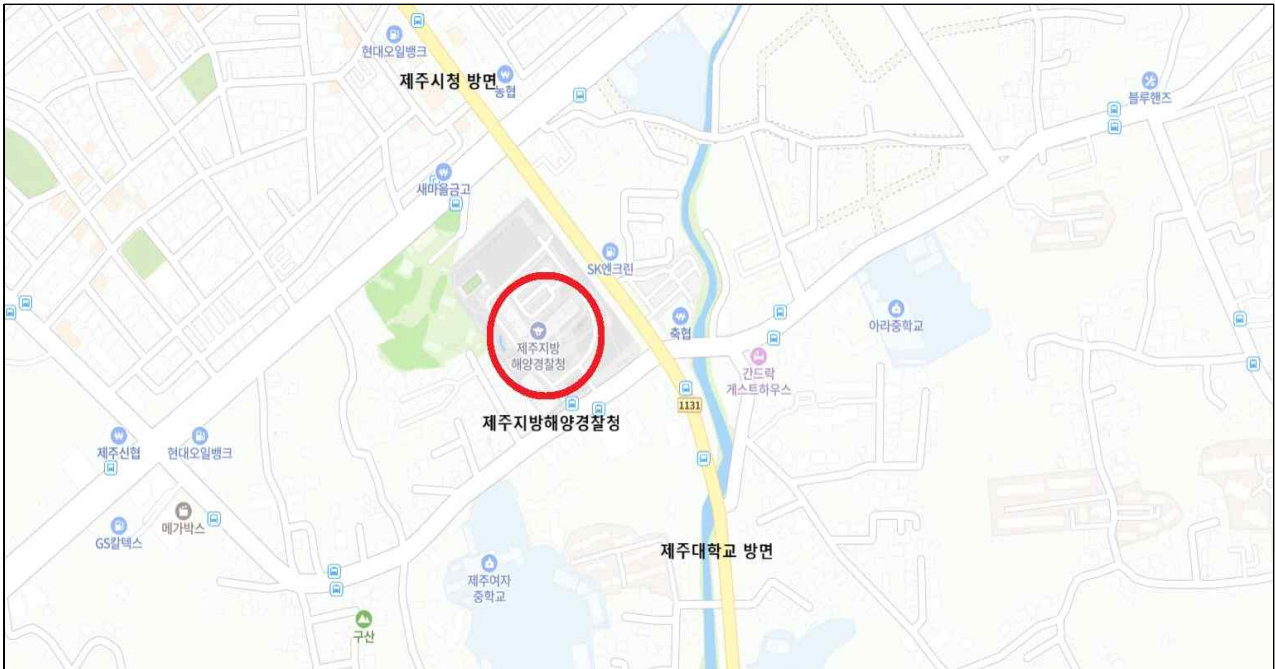 현대오일뱅크
제주시청 방면
농협
블루핸즈
새마을금고
SK엔크린
제주지방
해양경찰청
축협
아라중학교
간드락
게스트하우스
1131
제주지방해양경찰청
제주신협
현대오일뱅크
메가박스
GS칼텍스
제주대학교 방면
제주여자
중학교
구산